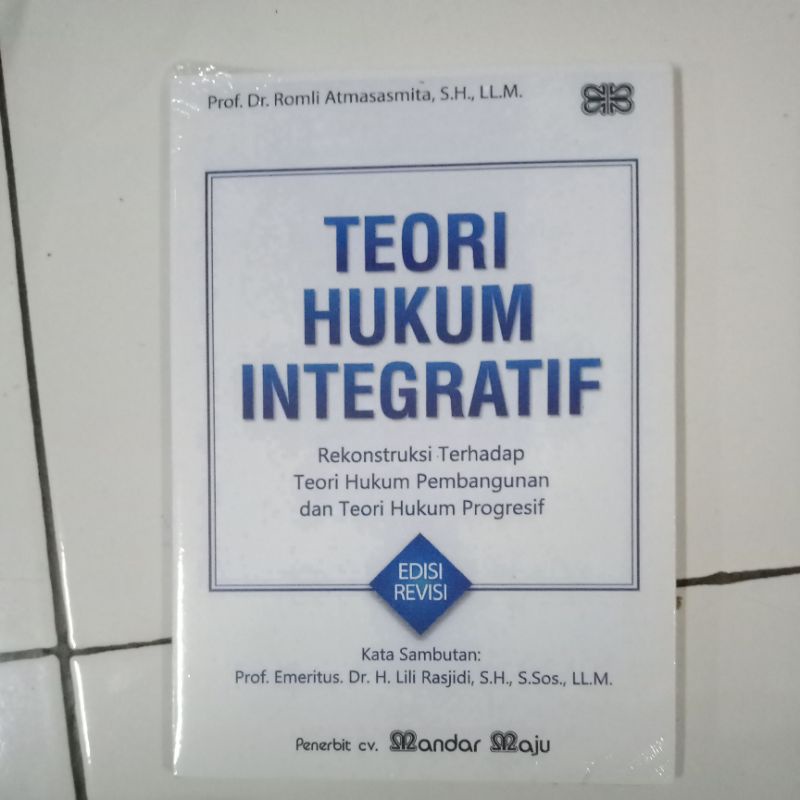 Prof. Dr. Romli Atmasasmita, S.H., LL.M.
TEORI
HUKUM
INTEGRATIF
Rekonstruksi Terhadap
Teori Hukum Pembangunan
dan Teori Hukum Progresif
EDISI
REVISI
Kata Sambutan:
Prof. Emeritus. Dr. H. Lili Rasjidi, S.H., S.Sos., LL.M.
Penerbit cv. Mandar Maju